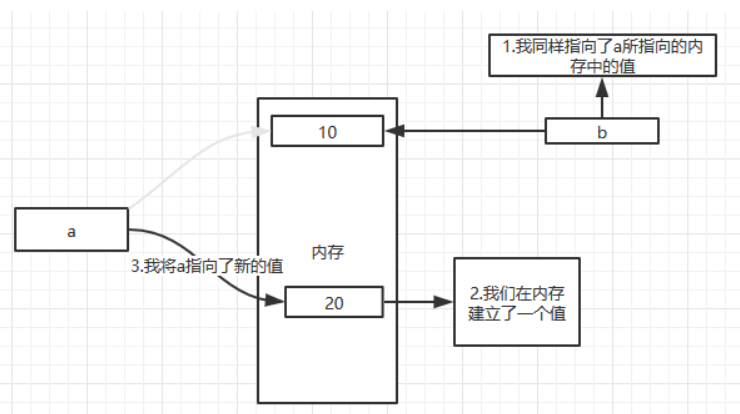 1.我同样指向了a所指向的内
存中的值
10
b
a
内存
3.我将a指向了新的值
20
2.我们在内存
建立了一个值